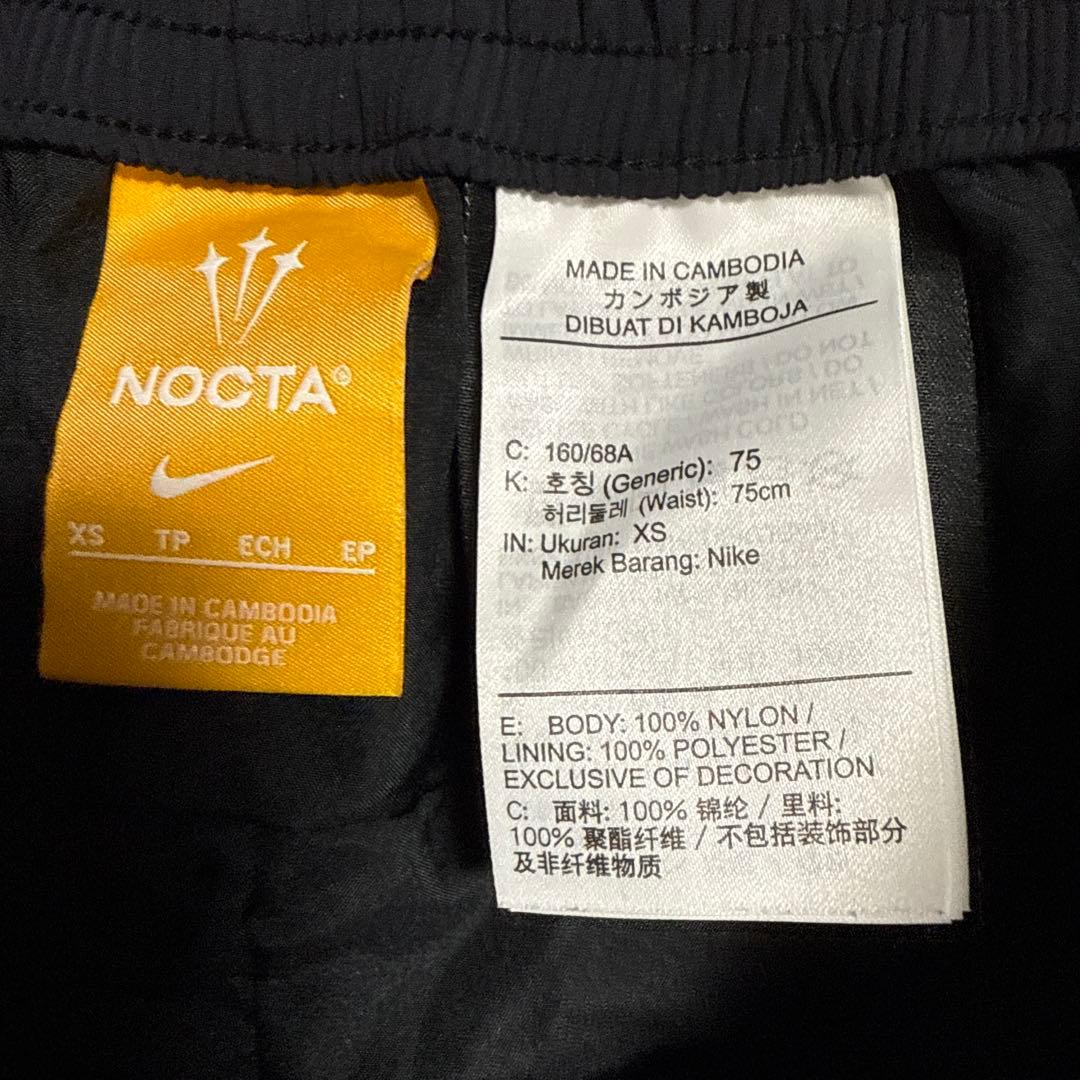 NOCTA®
XS TP ECH EP
MADE IN CAMBODIA
FABRIQUE AU
CAMBODGE
MADE IN CAMBODIA
カンボジア製
DIBUAT DI KAMBOJA
C: 160/68A
K: 호칭 (Generic): 75
허리둘레 (Waist): 75cm
IN: Ukuran: XS
Merek Barang: Nike
E: BODY: 100% NYLON /
LINING: 100% POLYESTER /
EXCLUSIVE OF DECORATION
C: 面料: 100% 锦纶 / 里料:
100% 聚酯纤维 / 不包括装饰部分
及非纤维物质